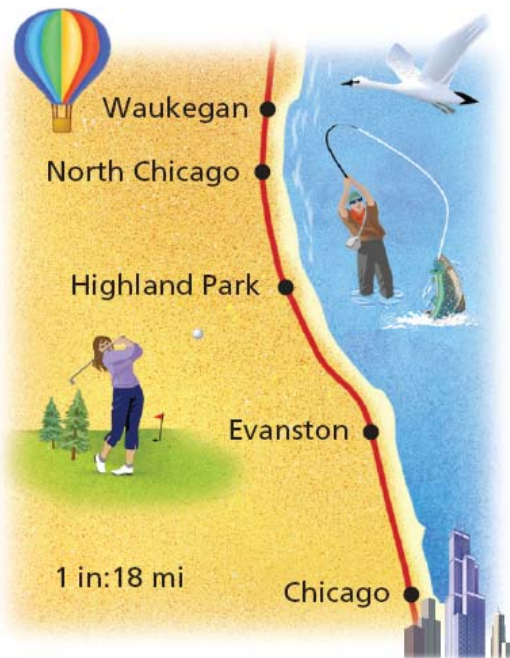 Waukegan
North Chicago
Highland Park
Evanston
1 in:18 mi
Chicago